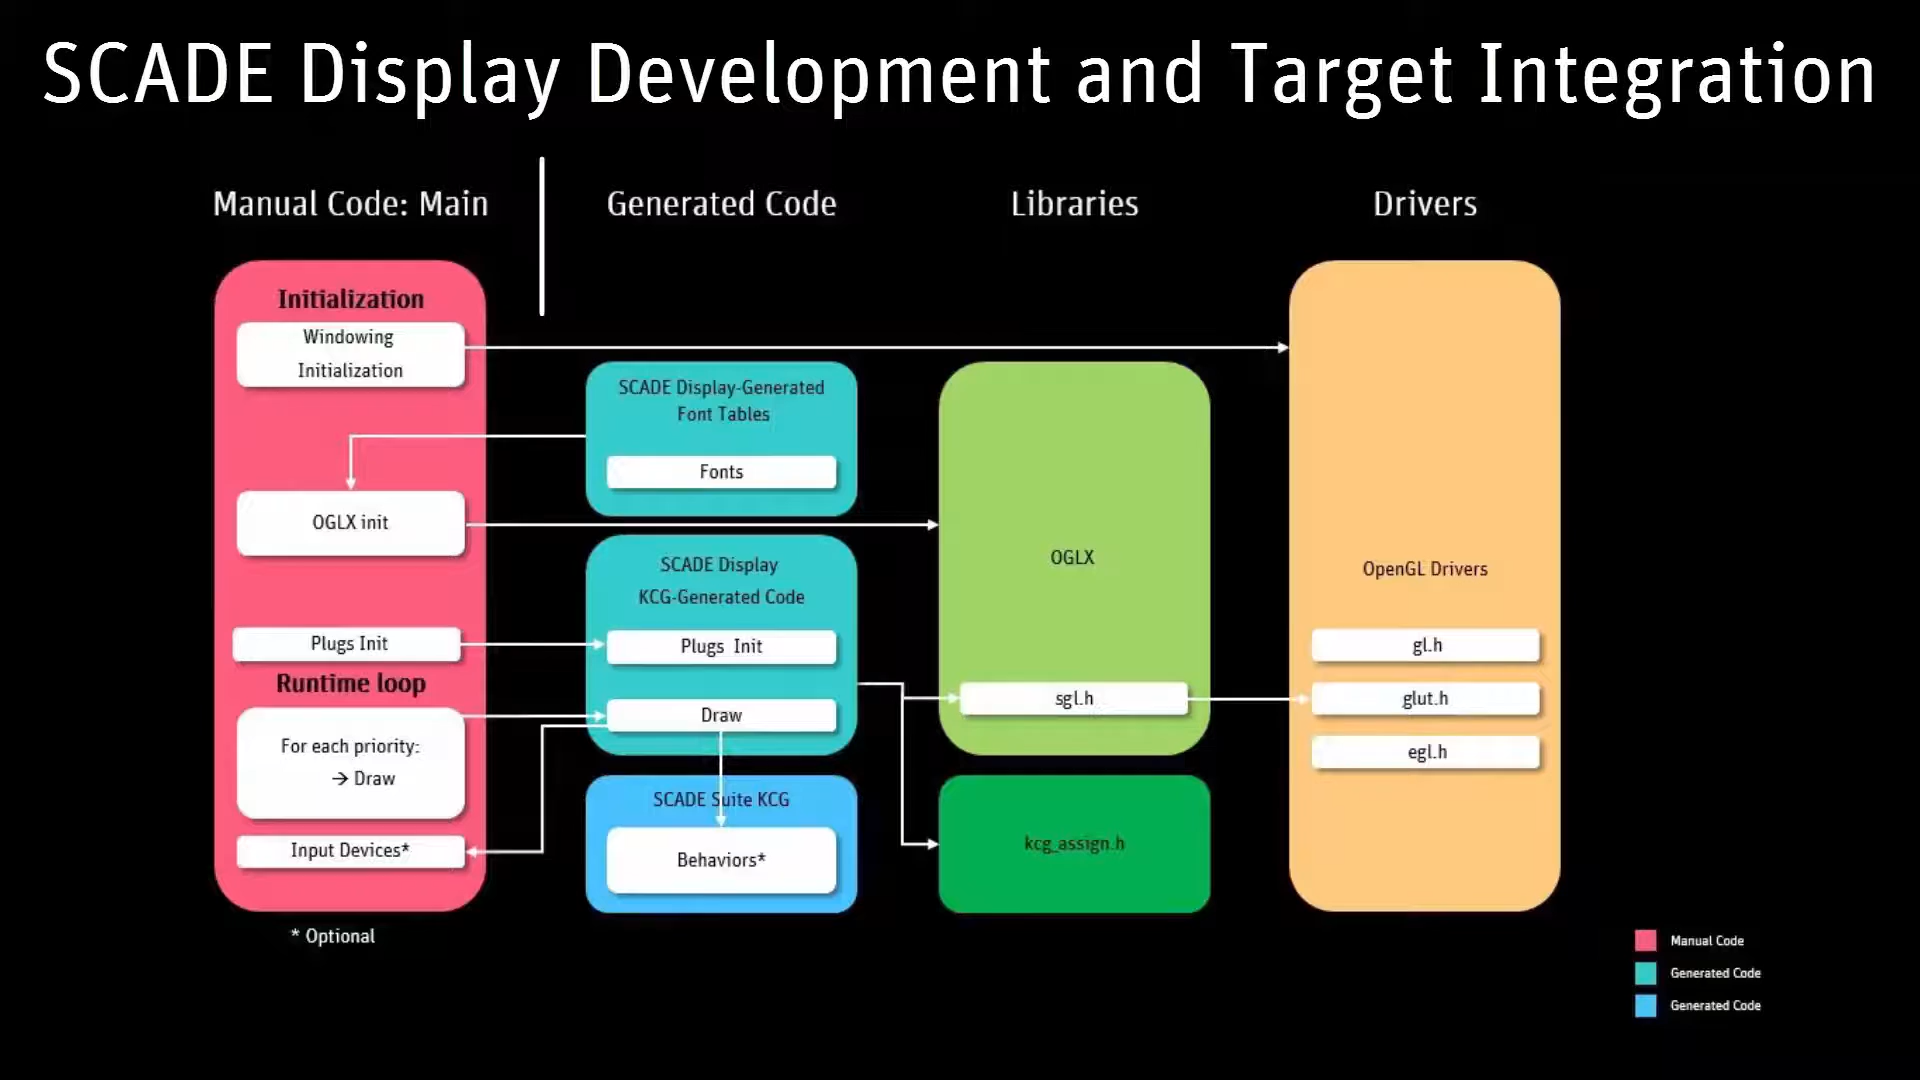 SCADE Display Development and Target Integration
Manual Code: Main
Generated Code
Libraries
Drivers
Initialization
Windowing
Initialization
OGLX init
Plugs Init
Runtime loop
For each priority:
→ Draw
Input Devices*
* Optional
SCADE Display-Generated
Font Tables
Fonts
SCADE Display
KCG-Generated Code
Plugs Init
Draw
SCADE Suite KCG
Behaviors*
OGLX
sgl.h
kcg_assign.h
OpenGL Drivers
gl.h
glut.h
egl.h
Manual Code
Generated Code
Generated Code